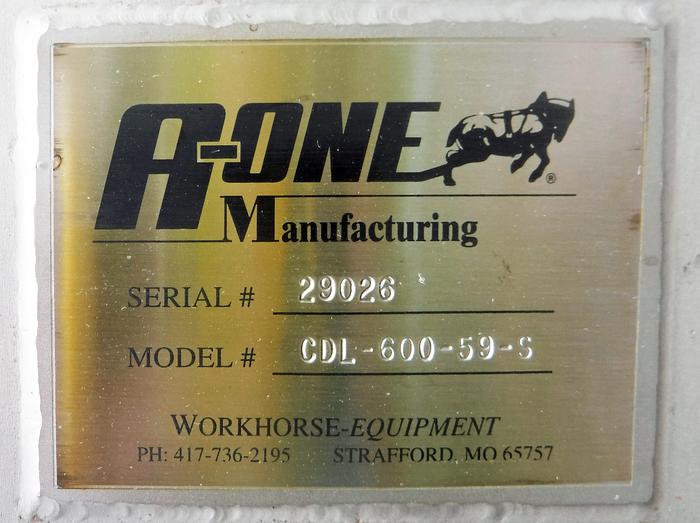 A-ONE ®
Manufacturing
SERIAL # 29026
MODEL # CDL-600-59-S
WORKHORSE-EQUIPMENT
PH: 417-736-2195 STRAFFORD, MO 65757